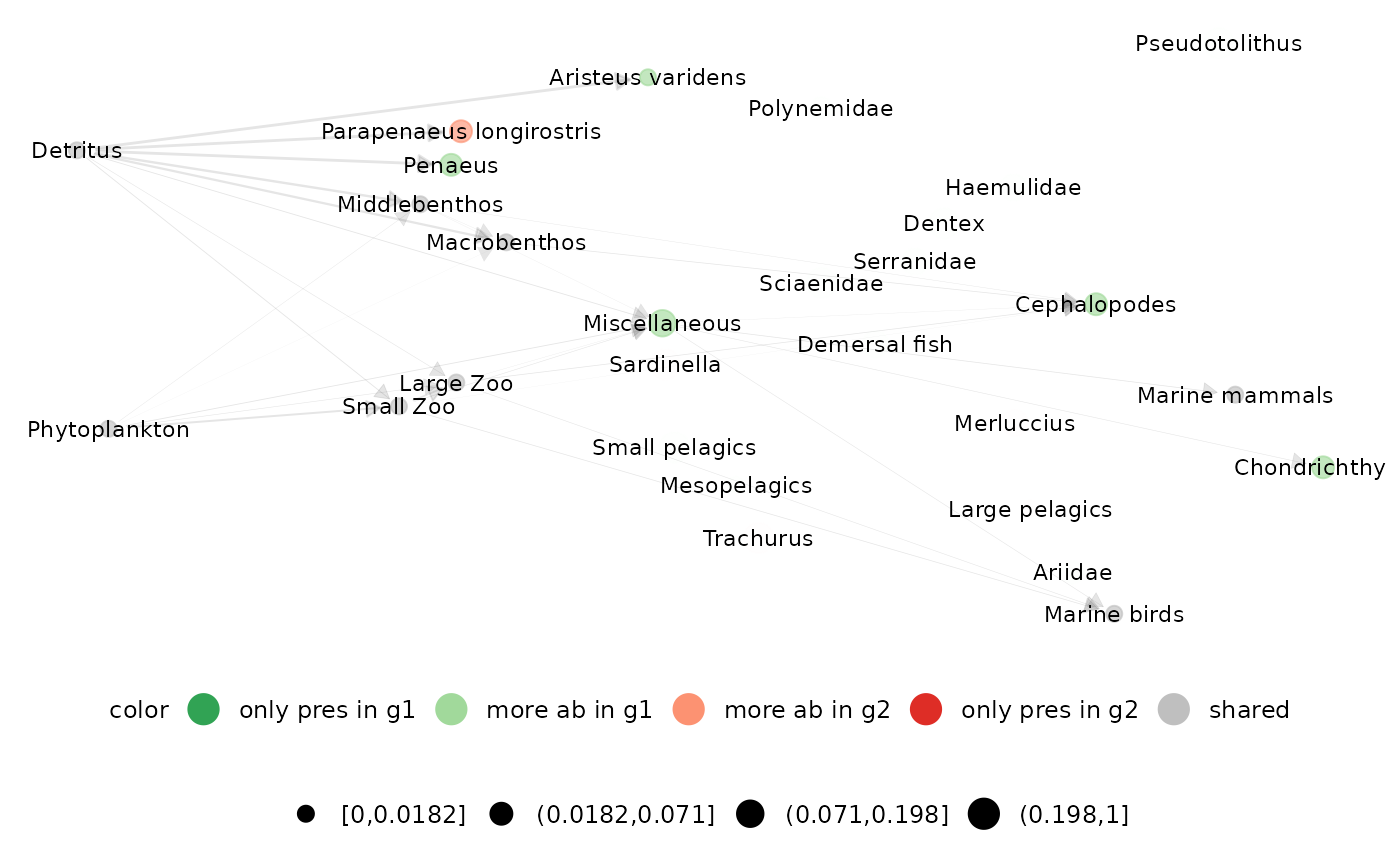 Pseudotolithus
Aristeus varidens
Polynemidae
Parapenaeus longirostris
Detritus
Penaeus
Haemulidae
Middlebenthos
Dentex
Macrobenthos
Serranidae
Sciaenidae
Cephalopodes
Miscellaneous
Demersal fish
Sardinella
Large Zoo
Marine mammals
Small Zoo
Merluccius
Phytoplankton
Small pelagics
Chondrichthy
Mesopelagics
Large pelagics
Trachurus
Ariidae
Marine birds
color only pres in g1 more ab in g1 more ab in g2 only pres in g2 shared
[0,0.0182] (0.0182,0.071] (0.071,0.198] (0.198,1]